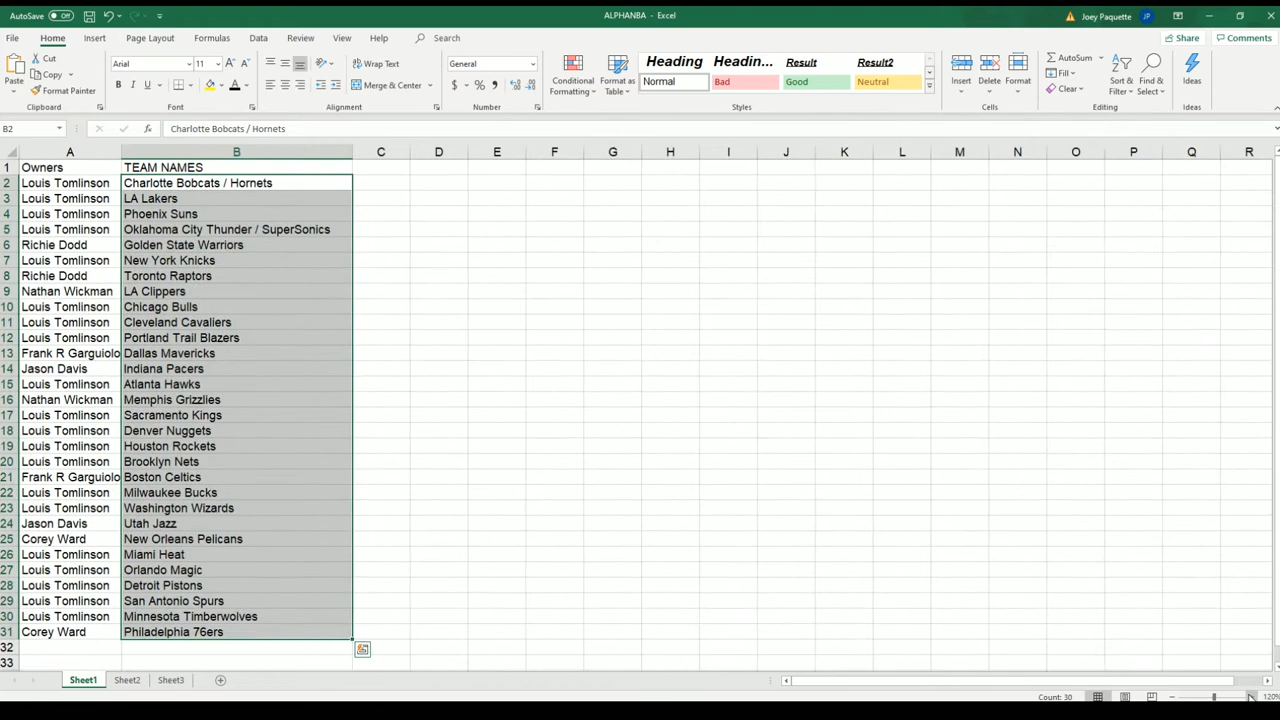 AutoSave Off ALPHANBA - Excel Joey Paquette JP
File Home Insert Page Layout Formulas Data Review View Help Search Share Comments
Paste Cut Copy Format Painter Clipboard
Arial 11 A A B I U A Font
Wrap Text Merge & Center Alignment
General $ % , Number
Conditional Formatting Format as Table
Heading Headin... Result Result2
Normal Bad Good Neutral
Styles
Insert Delete Format Cells
AutoSum Fill Clear Sort & Filter Find & Select Editing
Ideas Ideas
B2 fx Charlotte Bobcats / Hornets
A B C D E F G H I J K L M N O P Q R
1 Owners TEAM NAMES
2 Louis Tomlinson Charlotte Bobcats / Hornets
3 Louis Tomlinson LA Lakers
4 Louis Tomlinson Phoenix Suns
5 Louis Tomlinson Oklahoma City Thunder / SuperSonics
6 Richie Dodd Golden State Warriors
7 Louis Tomlinson New York Knicks
8 Richie Dodd Toronto Raptors
9 Nathan Wickman LA Clippers
10 Louis Tomlinson Chicago Bulls
11 Louis Tomlinson Cleveland Cavaliers
12 Louis Tomlinson Portland Trail Blazers
13 Frank R Garguiolo Dallas Mavericks
14 Jason Davis Indiana Pacers
15 Louis Tomlinson Atlanta Hawks
16 Nathan Wickman Memphis Grizzlies
17 Louis Tomlinson Sacramento Kings
18 Louis Tomlinson Denver Nuggets
19 Louis Tomlinson Houston Rockets
20 Louis Tomlinson Brooklyn Nets
21 Frank R Garguiolo Boston Celtics
22 Louis Tomlinson Milwaukee Bucks
23 Louis Tomlinson Washington Wizards
24 Jason Davis Utah Jazz
25 Corey Ward New Orleans Pelicans
26 Louis Tomlinson Miami Heat
27 Louis Tomlinson Orlando Magic
28 Louis Tomlinson Detroit Pistons
29 Louis Tomlinson San Antonio Spurs
30 Louis Tomlinson Minnesota Timberwolves
31 Corey Ward Philadelphia 76ers
32
33
Sheet1 Sheet2 Sheet3
Count: 30 120%